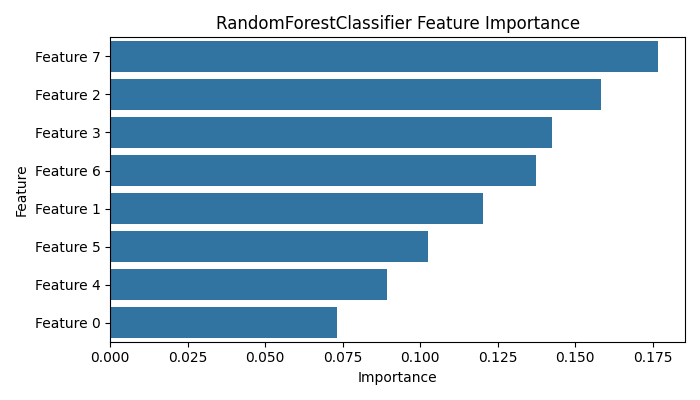 RandomForestClassifier Feature Importance
Feature
Feature 7
Feature 2
Feature 3
Feature 6
Feature 1
Feature 5
Feature 4
Feature 0
0.000 0.025 0.050 0.075 0.100 0.125 0.150 0.175
Importance